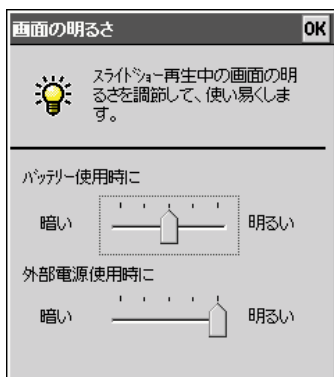 画面の明るさ OK
スライドショー再生中の画面の明
るさを調節して、使い易くしま
す。
バッテリー使用時に
暗い 明るい
外部電源使用時に
暗い 明るい